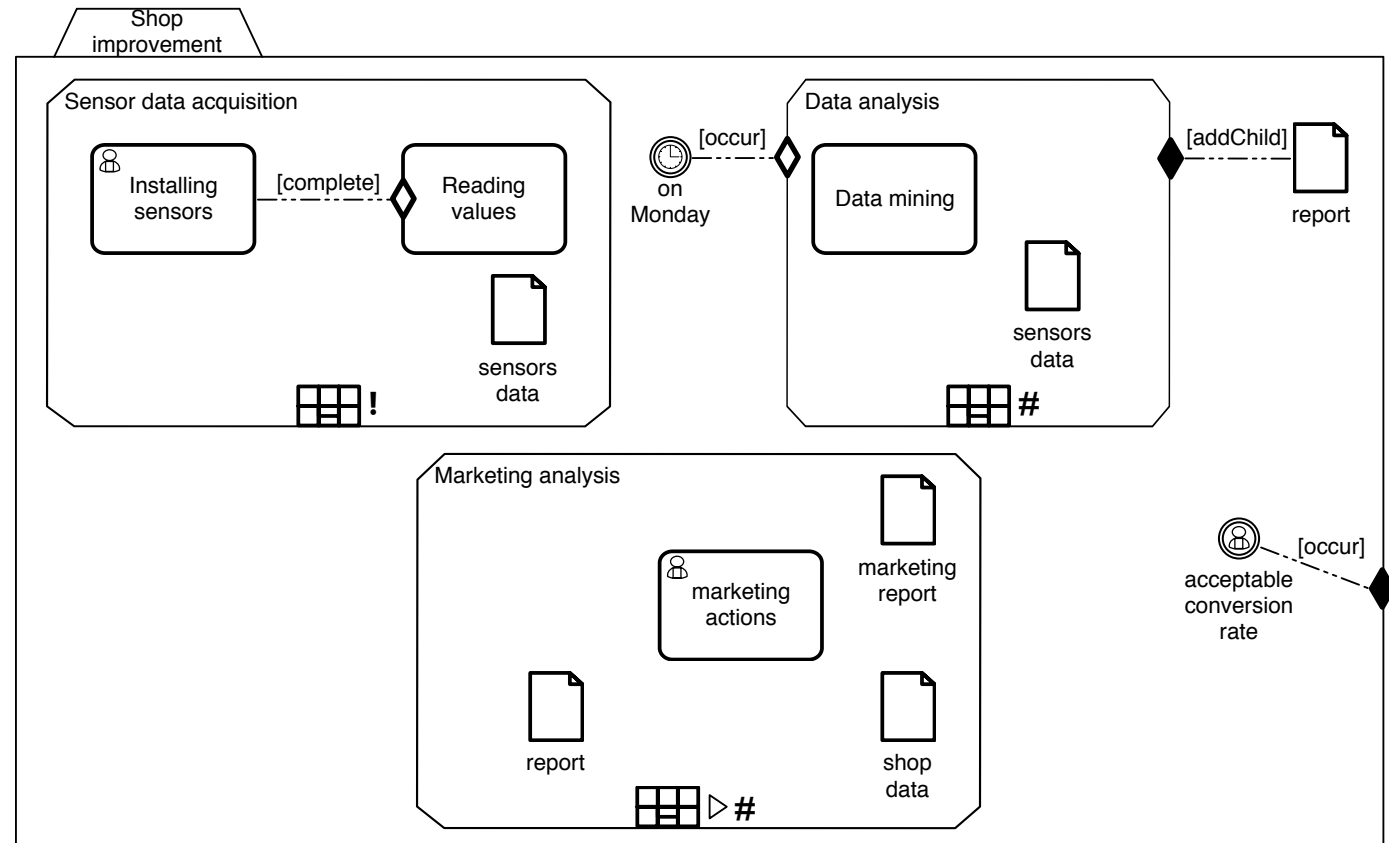 Shop
improvement
Sensor data acquisition
Installing
sensors
[complete]
Reading
values
sensors
data
!
[occur]
on
Monday
Data analysis
Data mining
sensors
data
#
[addChild]
report
Marketing analysis
marketing
report
marketing
actions
report
shop
data
#
[occur]
acceptable
conversion
rate